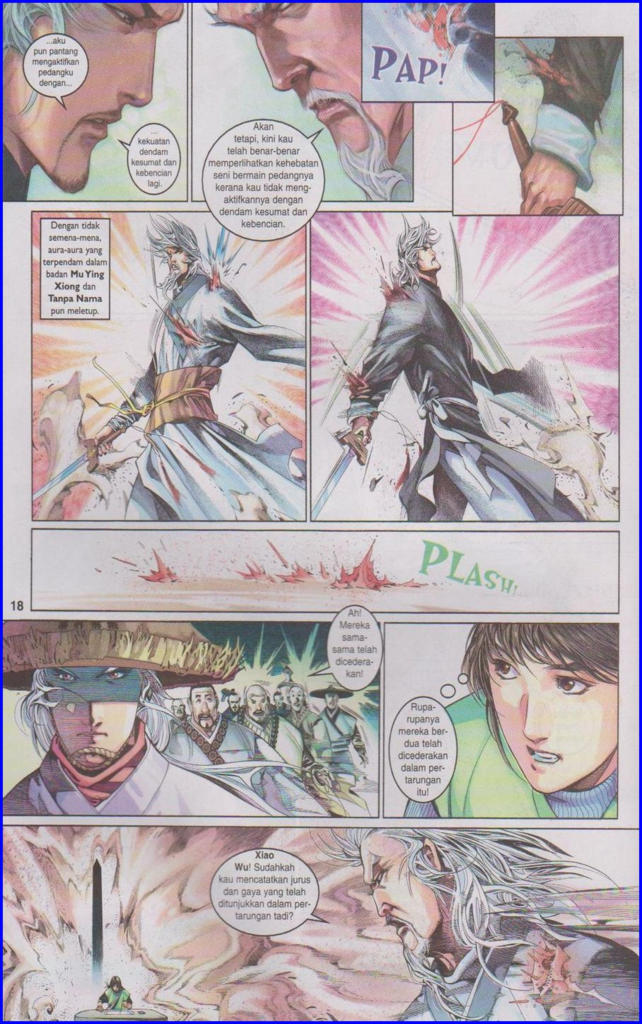 ...aku
pun pantang
mengaktifkan
pedangku
dengan...
...
kekuatan
dendam
kesumat dan
kebencian
lagi.
Akan
tetapi, kini kau
telah benar-benar
memperlihatkan kehebatan
seni bermain pedangnya
kerana kau tidak meng-
aktifkannya dengan
dendam kesumat dan
kebencian.
PAP!
Dengan tidak
semena-mena,
aura-aura yang
terpendam dalam
badan Mu Ying
Xiong dan
Tanpa Nama
pun meletup.
PLASH!
18
Ah!
Mereka
sama-
sama telah
dicedera-
kan!
Rupa-
rupanya
mereka ber-
dua telah
dicederakan
dalam per-
tarungan
itu!
Xiao
Wu! Sudahkah
kau mencatatkan jurus
dan gaya yang telah
ditunjukkan dalam per-
tarungan tadi?